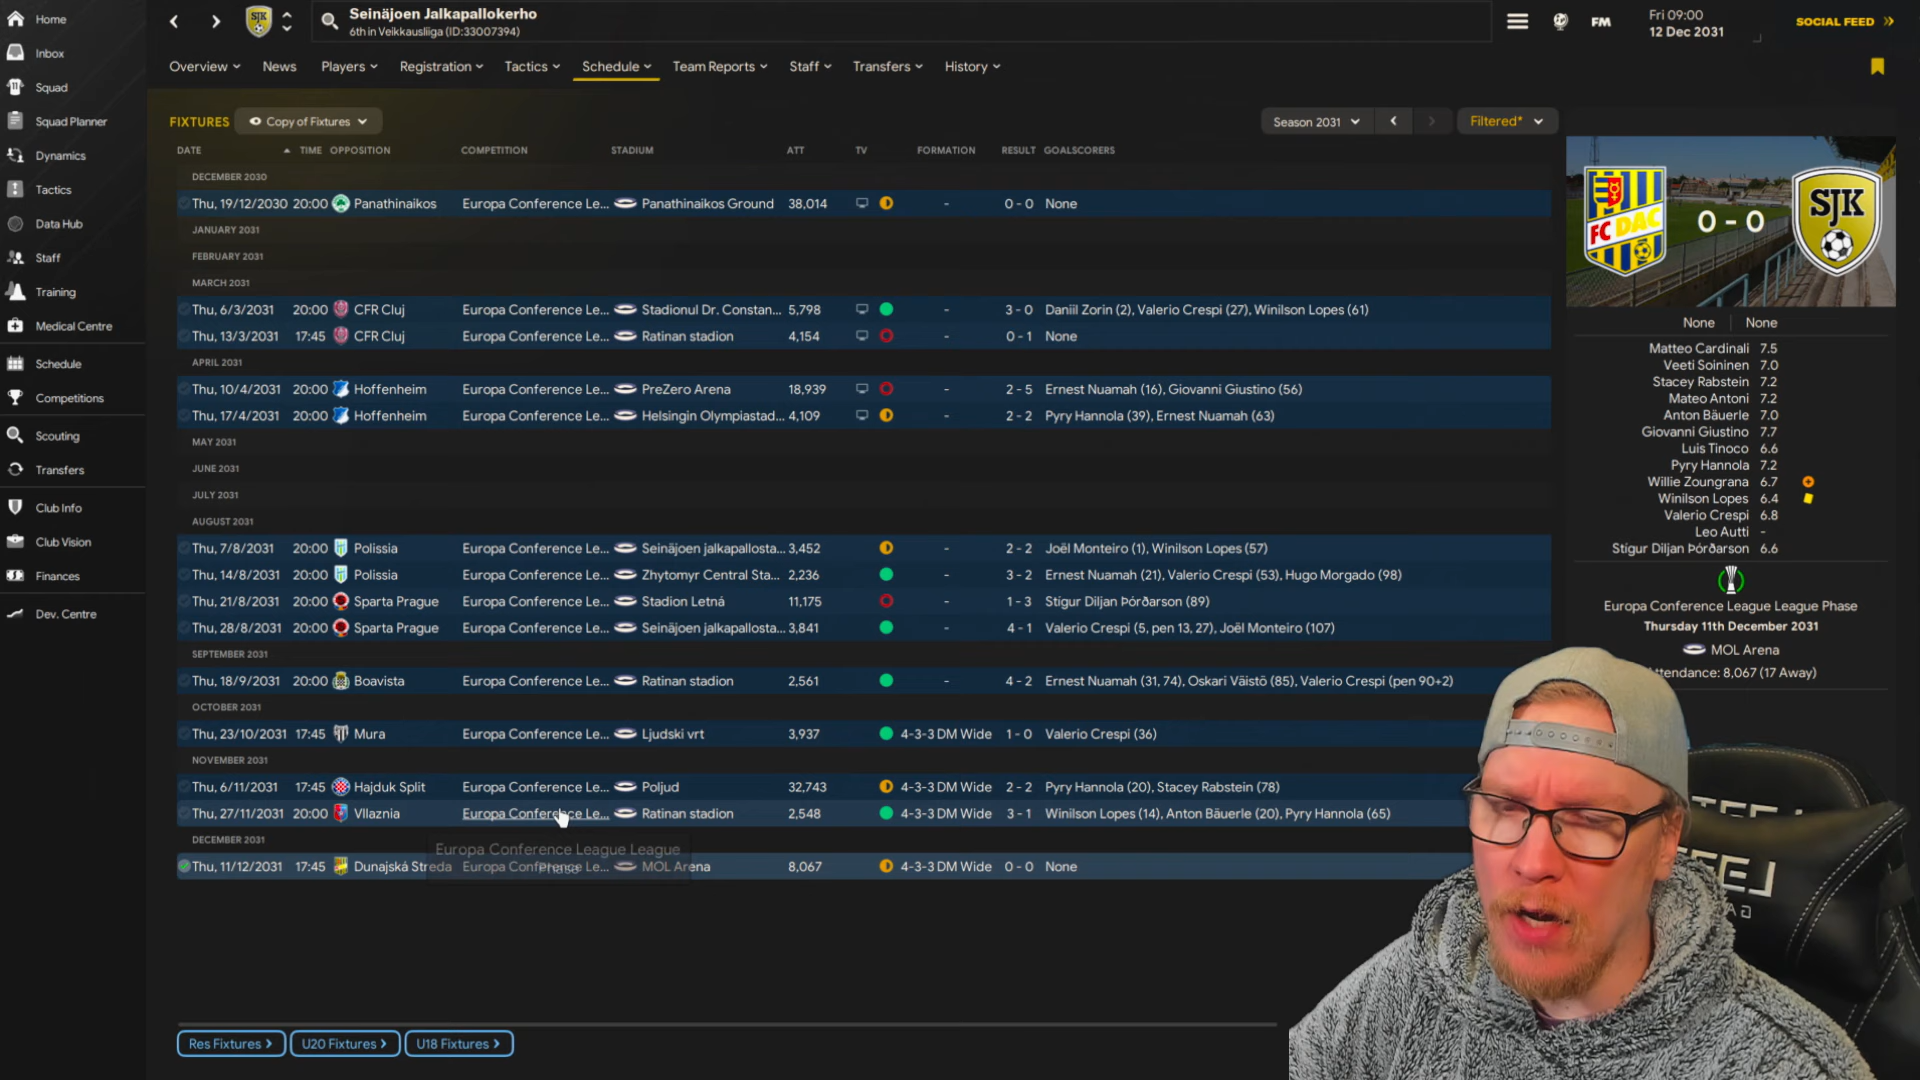 Home
Inbox
Squad
Squad Planner
Dynamics
Tactics
Data Hub
Staff
Training
Medical Centre
Schedule
Competitions
Scouting
Transfers
Club Info
Club Vision
Finances
Dev. Centre
Seinäjoen Jalkapallokerho
6th in Veikkausliiga (ID:33007394)
FM
Fri 09:00
12 Dec 2031
SOCIAL FEED
Overview News Players Registration Tactics Schedule Team Reports Staff Transfers History
FIXTURES Copy of Fixtures Season 2031 Filtered*
DATE TIME OPPOSITION COMPETITION STADIUM ATT TV FORMATION RESULT GOALSCORERS
DECEMBER 2030
Thu, 19/12/2030 20:00 Panathinaikos Europa Conference Le... Panathinaikos Ground 38,014 - 0 - 0 None
JANUARY 2031
FEBRUARY 2031
MARCH 2031
Thu, 6/3/2031 20:00 CFR Cluj Europa Conference Le... Stadionul Dr. Constan... 5,798 - 3 - 0 Daniil Zorin (2), Valerio Crespi (27), Winilson Lopes (61)
Thu, 13/3/2031 17:45 CFR Cluj Europa Conference Le... Ratinan stadion 4,154 - 0 - 1 None
APRIL 2031
Thu, 10/4/2031 20:00 Hoffenheim Europa Conference Le... PreZero Arena 18,939 - 2 - 5 Ernest Nuamah (16), Giovanni Giustino (56)
Thu, 17/4/2031 20:00 Hoffenheim Europa Conference Le... Helsingin Olympiastad... 4,109 - 2 - 2 Pyry Hannola (39), Ernest Nuamah (63)
MAY 2031
JUNE 2031
JULY 2031
AUGUST 2031
Thu, 7/8/2031 20:00 Polissia Europa Conference Le... Seinäjoen jalkapallosta... 3,452 - 2 - 2 Joël Monteiro (1), Winilson Lopes (57)
Thu, 14/8/2031 20:00 Polissia Europa Conference Le... Zhytomyr Central Sta... 2,236 - 3 - 2 Ernest Nuamah (21), Valerio Crespi (53), Hugo Morgado (98)
Thu, 21/8/2031 20:00 Sparta Prague Europa Conference Le... Stadion Letná 11,175 - 1 - 3 Stígur Diljan Þórðarson (89)
Thu, 28/8/2031 20:00 Sparta Prague Europa Conference Le... Seinäjoen jalkapallosta... 3,841 - 4 - 1 Valerio Crespi (5, pen 13, 27), Joël Monteiro (107)
SEPTEMBER 2031
Thu, 18/9/2031 20:00 Boavista Europa Conference Le... Ratinan stadion 2,561 - 4 - 2 Ernest Nuamah (31, 74), Oskari Väistö (85), Valerio Crespi (pen 90+2)
OCTOBER 2031
Thu, 23/10/2031 17:45 Mura Europa Conference Le... Ljudski vrt 3,937 4-3-3 DM Wide 1 - 0 Valerio Crespi (36)
NOVEMBER 2031
Thu, 6/11/2031 17:45 Hajduk Split Europa Conference Le... Poljud 32,743 4-3-3 DM Wide 2 - 2 Pyry Hannola (20), Stacey Rabstein (78)
Thu, 27/11/2031 20:00 Vllaznia Europa Conference Le... Ratinan stadion 2,548 4-3-3 DM Wide 3 - 1 Winilson Lopes (14), Anton Bäuerle (20), Pyry Hannola (65)
DECEMBER 2031
Europa Conference League League
Phase
Thu, 11/12/2031 17:45 Dunajská Streda Europa Conference Le... MOL Arena 8,067 4-3-3 DM Wide 0 - 0 None
Res Fixtures U20 Fixtures U18 Fixtures
FC DAC 0 - 0 SJK
None None
Matteo Cardinali 7.5
Veeti Soininen 7.0
Stacey Rabstein 7.2
Mateo Antoni 7.2
Anton Bäuerle 7.0
Giovanni Giustino 7.7
Luis Tinoco 6.6
Pyry Hannola 7.2
Willie Zoungrana 6.7
Winilson Lopes 6.4
Valerio Crespi 6.8
Leo Autti -
Stígur Diljan Þórðarson 6.6
Europa Conference League League Phase
Thursday 11th December 2031
MOL Arena
8,067 (17 Away)